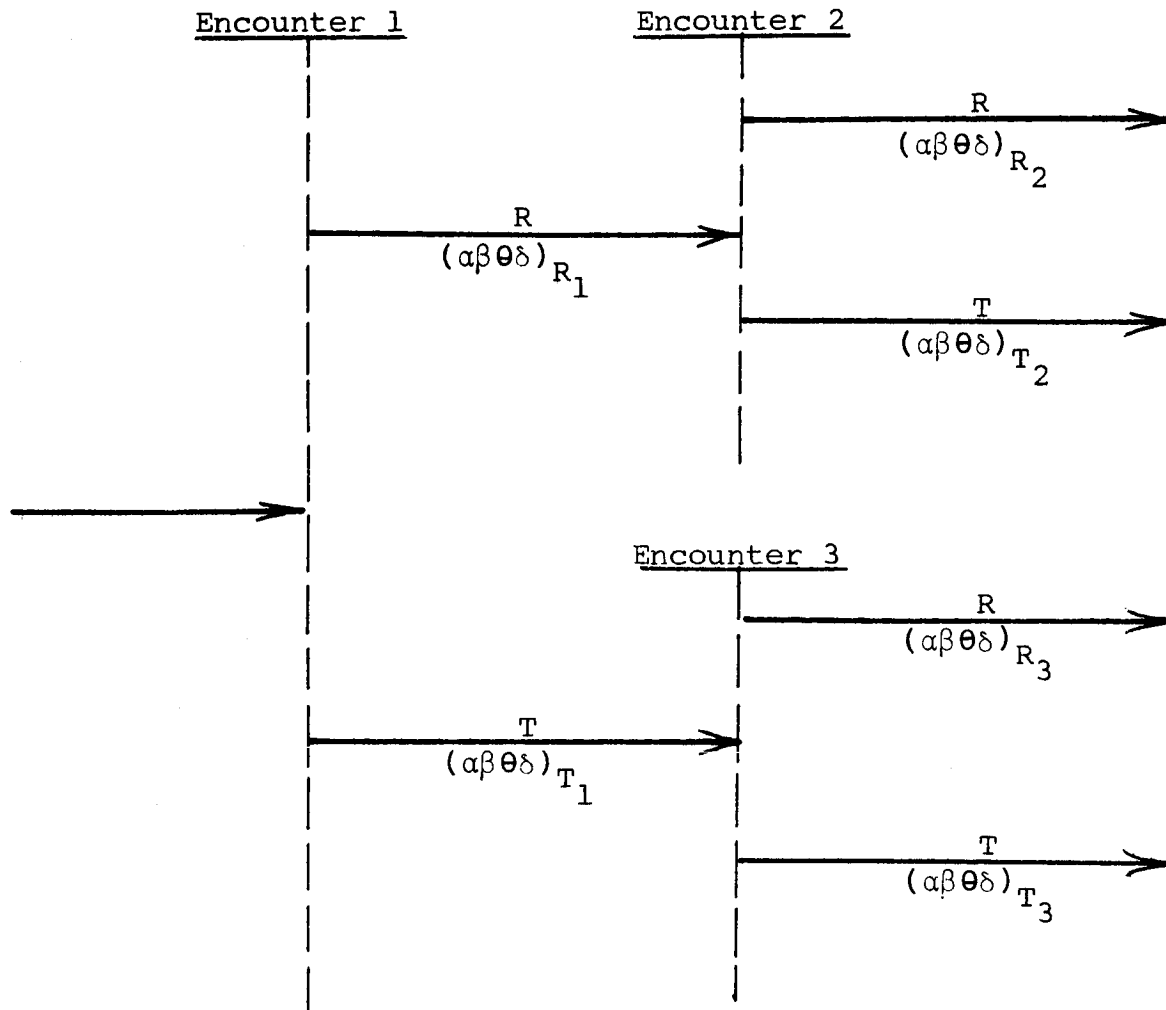 Encounter 1
Encounter 2
R
(αβθδ)R2
R
(αβθδ)R1
T
(αβθδ)T2
Encounter 3
R
(αβθδ)R3
T
(αβθδ)T1
T
(αβθδ)T3